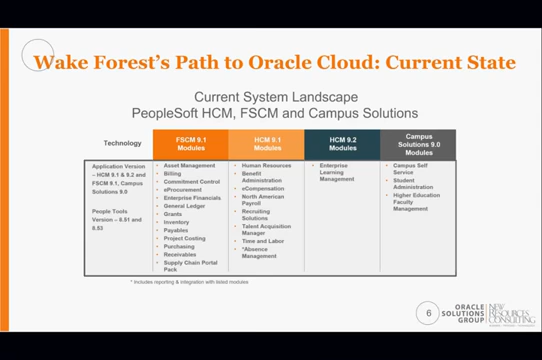 Wake Forest's Path to Oracle Cloud: Current State
Current System Landscape
PeopleSoft HCM, FSCM and Campus Solutions
Technology
FSCM 9.1
Modules
HCM 9.1
Modules
HCM 9.2
Modules
Campus
Solutions 9.0
Modules
Application Version
– HCM 9.1 & 9.2 and
FSCM 9.1, Campus
Solutions 9.0
People Tools
Version – 8.51 and
8.53
• Asset Management
• Billing
• Commitment Control
• eProcurement
• Enterprise Financials
• General Ledger
• Grants
• Inventory
• Payables
• Project Costing
• Purchasing
• Receivables
• Supply Chain Portal
Pack
• Human Resources
• Benefit
Administration
• eCompensation
• North American
Payroll
• Recruiting
Solutions
• Talent Acquisition
Manager
• Time and Labor
• *Absence
Management
• Enterprise
Learning
Management
• Campus Self
Service
• Student
Administration
• Higher Education
Faculty
Management
* Includes reporting & integration with listed modules
6
ORACLE
SOLUTIONS
GROUP
NEW
RESOURCES
CONSULTING